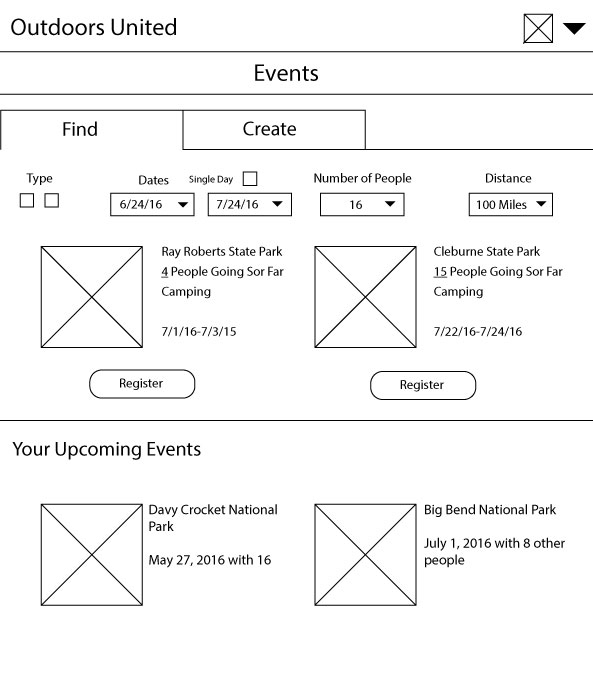 Outdoors United
Events
Find
Create
Type
Dates
Single Day
Number of People
Distance
6/24/16
7/24/16
16
100 Miles
Ray Roberts State Park
4 People Going Sor Far
Camping
7/1/16-7/3/15
Register
Cleburne State Park
15 People Going Sor Far
Camping
7/22/16-7/24/16
Register
Your Upcoming Events
Davy Crocket National
Park
May 27, 2016 with 16
Big Bend National Park
July 1, 2016 with 8 other
people